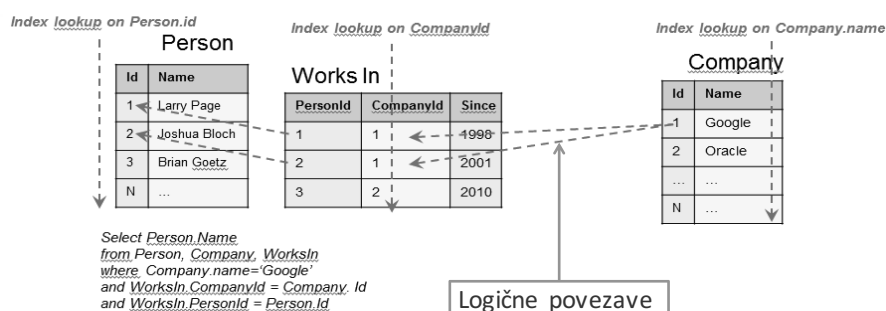 Index lookup on Person.id
Index lookup on CompanyId
Index lookup on Company.name
Person
Id Name
1 Larry Page
2 Joshua Bloch
3 Brian Goetz
N ...
Works In
PersonId CompanyId Since
1 1 1998
2 1 2001
3 2 2010
Company
Id Name
1 Google
2 Oracle
... ...
N ...
Select Person.Name
from Person, Company, WorksIn
where Company.name=‘Google’
and WorksIn.CompanyId = Company. Id
and WorksIn.PersonId = Person.Id
Logične povezave